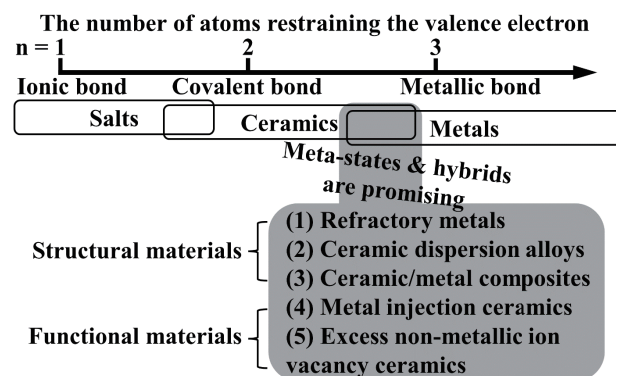 The number of atoms restraining the valence electron
n = 1 2 3
Ionic bond Covalent bond Metallic bond
Salts Ceramics Metals
Meta-states & hybrids
are promising
(1) Refractory metals
Structural materials (2) Ceramic dispersion alloys
(3) Ceramic/metal composites
(4) Metal injection ceramics
Functional materials (5) Excess non-metallic ion
vacancy ceramics